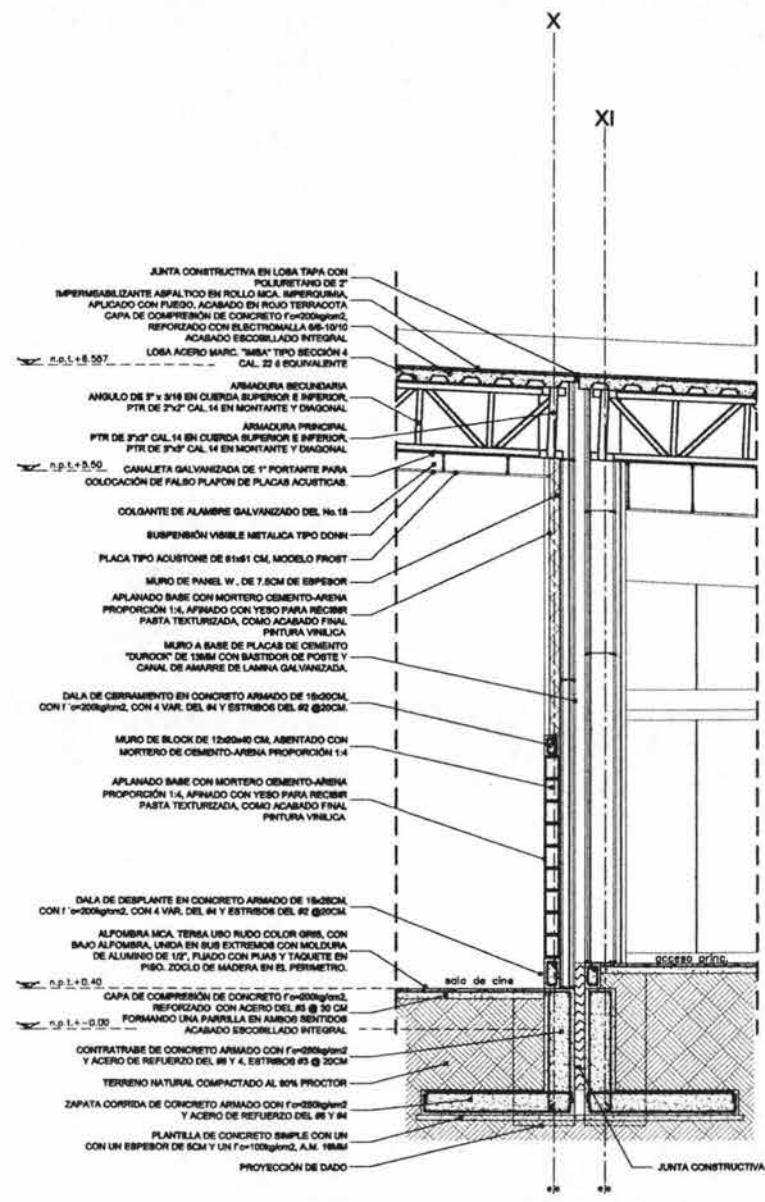 X
XI
JUNTA CONSTRUCTIVA EN LOSA TAPA CON
POLIURETANO DE 2"
IMPERMEABILIZANTE ASFALTICO EN ROLLO MCA. IMPERQUIMIA,
APLICADO CON FUEGO, ACABADO EN ROJO TERRACOTA
CAPA DE COMPRESIÓN DE CONCRETO f'c=200kg/cm2,
REFORZADO CON ELECTROMALLA 6/6-10/10
ACABADO ESCOBILLADO INTEGRAL
n.p.t.+6.557
LOSA ACERO MARC. "IMSA" TIPO SECCIÓN 4
CAL. 22 ó EQUIVALENTE
ARMADURA SECUNDARIA
ANGULO DE 3" x 3/16 EN CUERDA SUPERIOR E INFERIOR,
PTR DE 2"x2" CAL.14 EN MONTANTE Y DIAGONAL
ARMADURA PRINCIPAL
PTR DE 3"x3" CAL.14 EN CUERDA SUPERIOR E INFERIOR,
PTR DE 3"x3" CAL.14 EN MONTANTE Y DIAGONAL
n.p.t.+5.50
CANALETA GALVANIZADA DE 1" PORTANTE PARA
COLOCACIÓN DE FALSO PLAFON DE PLACAS ACUSTICAS.
COLGANTE DE ALAMBRE GALVANIZADO DEL No.18
SUSPENSIÓN VISIBLE METALICA TIPO DONN
PLACA TIPO ACUSTONE DE 61x61 CM, MODELO FROST
MURO DE PANEL W , DE 7.5CM DE ESPESOR
APLANADO BASE CON MORTERO CEMENTO-ARENA
PROPORCIÓN 1:4, AFINADO CON YESO PARA RECIBIR
PASTA TEXTURIZADA, COMO ACABADO FINAL
PINTURA VINILICA
MURO A BASE DE PLACAS DE CEMENTO
"DUROCK" DE 13MM CON BASTIDOR DE POSTE Y
CANAL DE AMARRE DE LAMINA GALVANIZADA.
DALA DE CERRAMIENTO EN CONCRETO ARMADO DE 15x20CM,
CON f'c=200kg/cm2, CON 4 VAR. DEL #4 Y ESTRIBOS DEL #2 @20CM.
MURO DE BLOCK DE 12x20x40 CM, ASENTADO CON
MORTERO DE CEMENTO-ARENA PROPORCIÓN 1:4
APLANADO BASE CON MORTERO CEMENTO-ARENA
PROPORCIÓN 1:4, AFINADO CON YESO PARA RECIBIR
PASTA TEXTURIZADA, COMO ACABADO FINAL
PINTURA VINILICA
DALA DE DESPLANTE EN CONCRETO ARMADO DE 15x25CM,
CON f'c=200kg/cm2, CON 4 VAR. DEL #4 Y ESTRIBOS DEL #2 @20CM.
ALFOMBRA MCA. TERSA USO RUDO COLOR GRIS, CON
BAJO ALFOMBRA, UNIDA EN SUS EXTREMOS CON MOLDURA
DE ALUMINIO DE 1/2", FIJADO CON PIJAS Y TAQUETE EN
PISO. ZOCLO DE MADERA EN EL PERIMETRO.
acceso princ.
n.p.t.+0.40
sala de cine
CAPA DE COMPRESIÓN DE CONCRETO f'c=200kg/cm2,
REFORZADO CON ACERO DEL #3 @ 30 CM
FORMANDO UNA PARRILLA EN AMBOS SENTIDOS
n.p.t.+-0.00
ACABADO ESCOBILLADO INTEGRAL
CONTRATRABE DE CONCRETO ARMADO CON f'c=250kg/cm2
Y ACERO DE REFUERZO DEL #6 Y 4, ESTRIBOS #3 @ 20CM
TERRENO NATURAL COMPACTADO AL 90% PROCTOR
ZAPATA CORRIDA DE CONCRETO ARMADO CON f'c=250kg/cm2
Y ACERO DE REFUERZO DEL #6 Y #4
PLANTILLA DE CONCRETO SIMPLE CON UN
CON UN ESPESOR DE 5CM Y UN f'c=100kg/cm2, A.M. 19MM
PROYECCIÓN DE DADO
JUNTA CONSTRUCTIVA